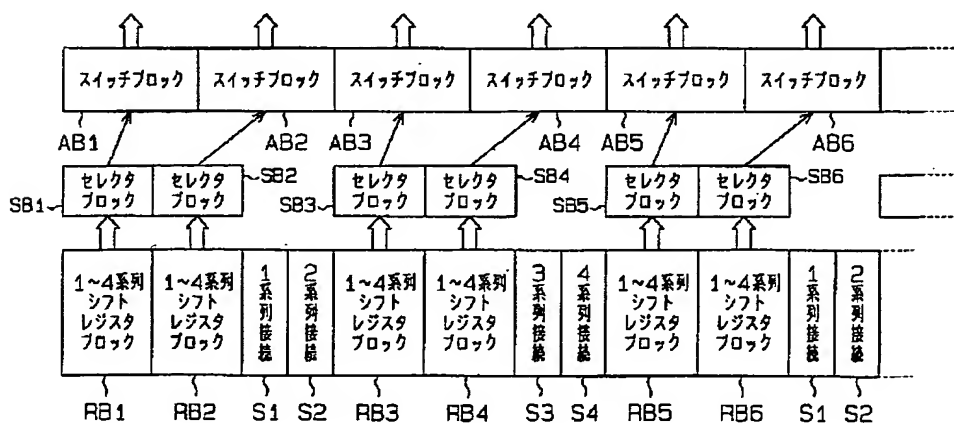 スイッチブロック スイッチブロック スイッチブロック スイッチブロック スイッチブロック スイッチブロック
AB1 AB2 AB3 AB4 AB5 AB6
SB1 セレクタ セレクタ SB2 SB3 セレクタ セレクタ SB4 SB5 セレクタ セレクタ SB6
ブロック ブロック ブロック ブロック ブロック ブロック
1~4系列 1~4系列 1系列接続 2系列接続 1~4系列 1~4系列 3系列接続 4系列接続 1~4系列 1~4系列 1系列接続 2系列接続
シフト シフト シフト シフト シフト シフト
レジスタ レジスタ レジスタ レジスタ レジスタ レジスタ
ブロック ブロック ブロック ブロック ブロック ブロック
RB1 RB2 S1 S2 RB3 RB4 S3 S4 RB5 RB6 S1 S2